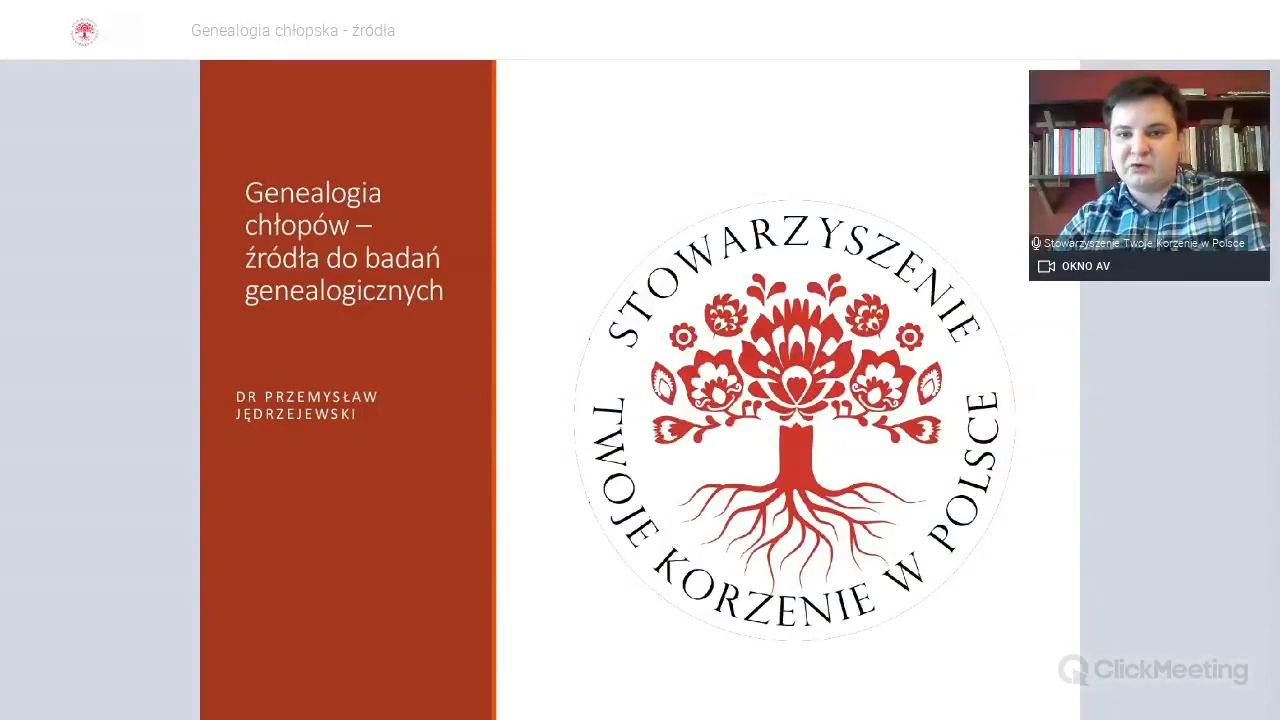 Genealogia chłopska - źródła
Genealogia
chłopów –
źródła do badań
genealogicznych
DR PRZEMYSŁAW
JĘDRZEJEWSKI
STOWARZYSZENIE
TWOJE KORZENIE W POLSCE
Stowarzyszenie Twoje Korzenie w Polsce
OKNO AV
ClickMeeting